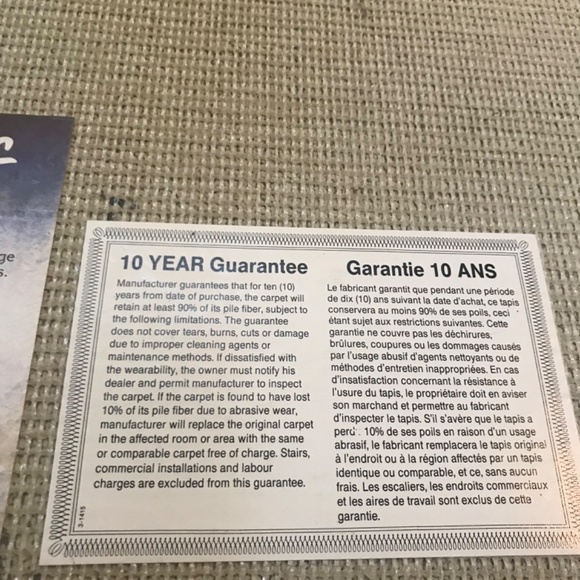 ge
s.
10 YEAR Guarantee
Manufacturer guarantees that for ten (10)
years from date of purchase, the carpet will
retain at least 90% of its pile fiber, subject to
the following limitations. The guarantee
does not cover tears, burns, cuts or damage
due to improper cleaning agents or
maintenance methods. If dissatisfied with
the wearability, the owner must notify his
dealer and permit manufacturer to inspect
the carpet. If the carpet is found to have lost
10% of its pile fiber due to abrasive wear,
manufacturer will replace the original carpet
in the affected room or area with the same
or comparable carpet free of charge. Stairs,
commercial installations and labour
charges are excluded from this guarantee.
3-1415
Garantie 10 ANS
Le fabricant garantit que pendant une période
de dix (10) ans suivant la date d'achat, ce tapis
conservera au moins 90% de ses poils, ceci
étant sujet aux restrictions suivantes. Cette
garantie ne couvre pas les déchirures,
brûlures, coupures ou les dommages causés
par l'usage abusif d'agents nettoyants ou de
méthodes d'entretien inappropriées. En cas
d'insatisfaction concernant la résistance à
l'usure du tapis, le propriétaire doit en aviser
son marchand et permettre au fabricant
d'inspecter le tapis. S'il s'avère que le tapis a
perdu 10% de ses poils en raison d'un usage
abrasif, le fabricant remplacera le tapis original
à l'endroit ou à la région affectés par un tapis
identique ou comparable, et ce, sans aucun
frais. Les escaliers, les endroits commerciaux
et les aires de travail sont exclus de cette
garantie.